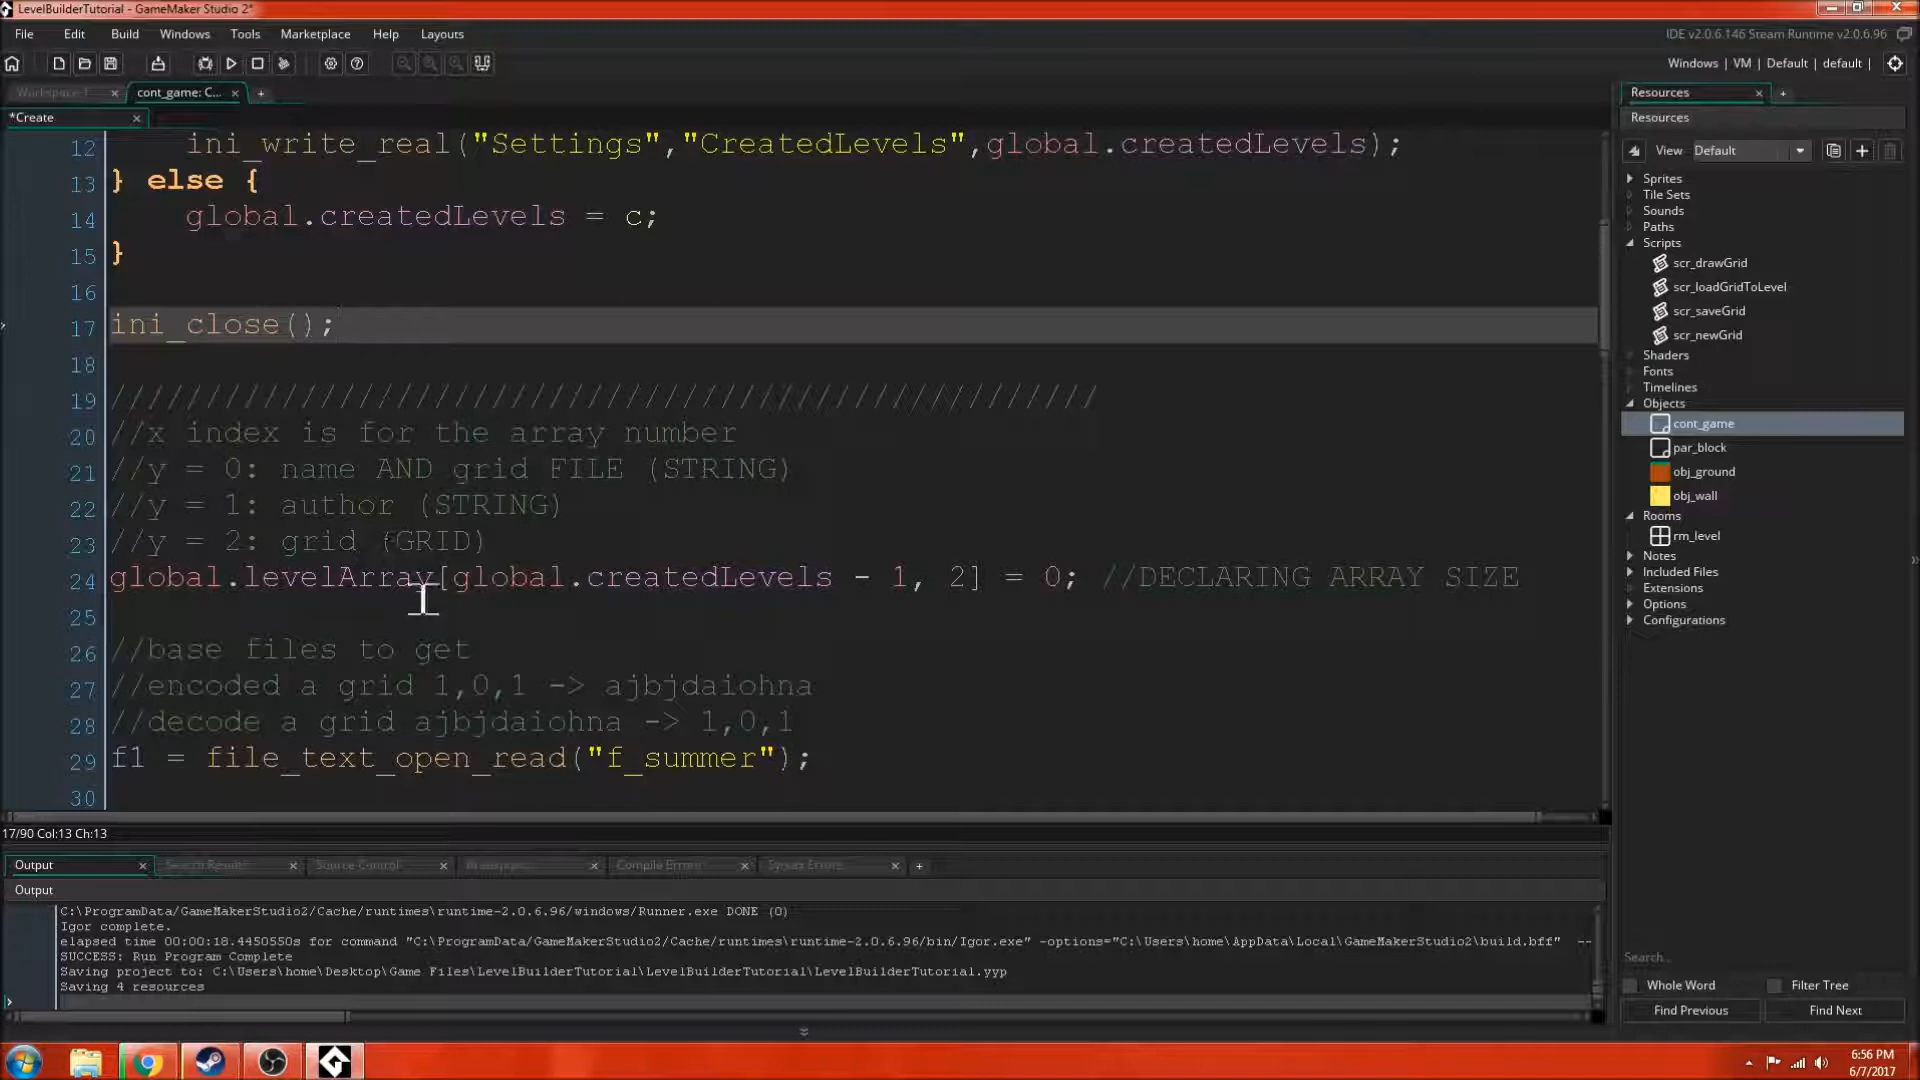 LevelBuilderTutorial - GameMaker Studio 2*
File Edit Build Windows Tools Marketplace Help Layouts
IDE v2.0.6.146 Steam Runtime v2.0.6.96
Windows | VM | Default | default |
Workspace 1
cont_game: C...
*Create
12 ini_write_real("Settings","CreatedLevels",global.createdLevels);
13 } else {
14 global.createdLevels = c;
15 }
16
17 ini_close();
18
19 /////////////////////////////////////////////////////
20 //x index is for the array number
21 //y = 0: name AND grid FILE (STRING)
22 //y = 1: author (STRING)
23 //y = 2: grid (GRID)
24 global.levelArray[global.createdLevels - 1, 2] = 0; //DECLARING ARRAY SIZE
25
26 //base files to get
27 //encoded a grid 1,0,1 -> ajbjdaiohna
28 //decode a grid ajbjdaiohna -> 1,0,1
29 f1 = file_text_open_read("f_summer");
30
17/90 Col:13 Ch:13
Output Search Results Source Control Breakpoin... Compile Errors Syntax Errors
Output
C:\ProgramData/GameMakerStudio2/Cache/runtimes\runtime-2.0.6.96/windows/Runner.exe DONE (0)
Igor complete.
elapsed time 00:00:18.4450550s for command "C:\ProgramData/GameMakerStudio2/Cache/runtimes\runtime-2.0.6.96/bin/Igor.exe" -options="C:\Users\home\AppData\Local\GameMakerStudio2\build.bff" --
SUCCESS: Run Program Complete
Saving project to: C:\Users\home\Desktop\Game Files\LevelBuilderTutorial\LevelBuilderTutorial.yyp
Saving 4 resources
Resources
Resources
View Default
Sprites
Tile Sets
Sounds
Paths
Scripts
scr_drawGrid
scr_loadGridToLevel
scr_saveGrid
scr_newGrid
Shaders
Fonts
Timelines
Objects
cont_game
par_block
obj_ground
obj_wall
Rooms
rm_level
Notes
Included Files
Extensions
Options
Configurations
Search...
Whole Word Filter Tree
Find Previous Find Next
6:56 PM
6/7/2017